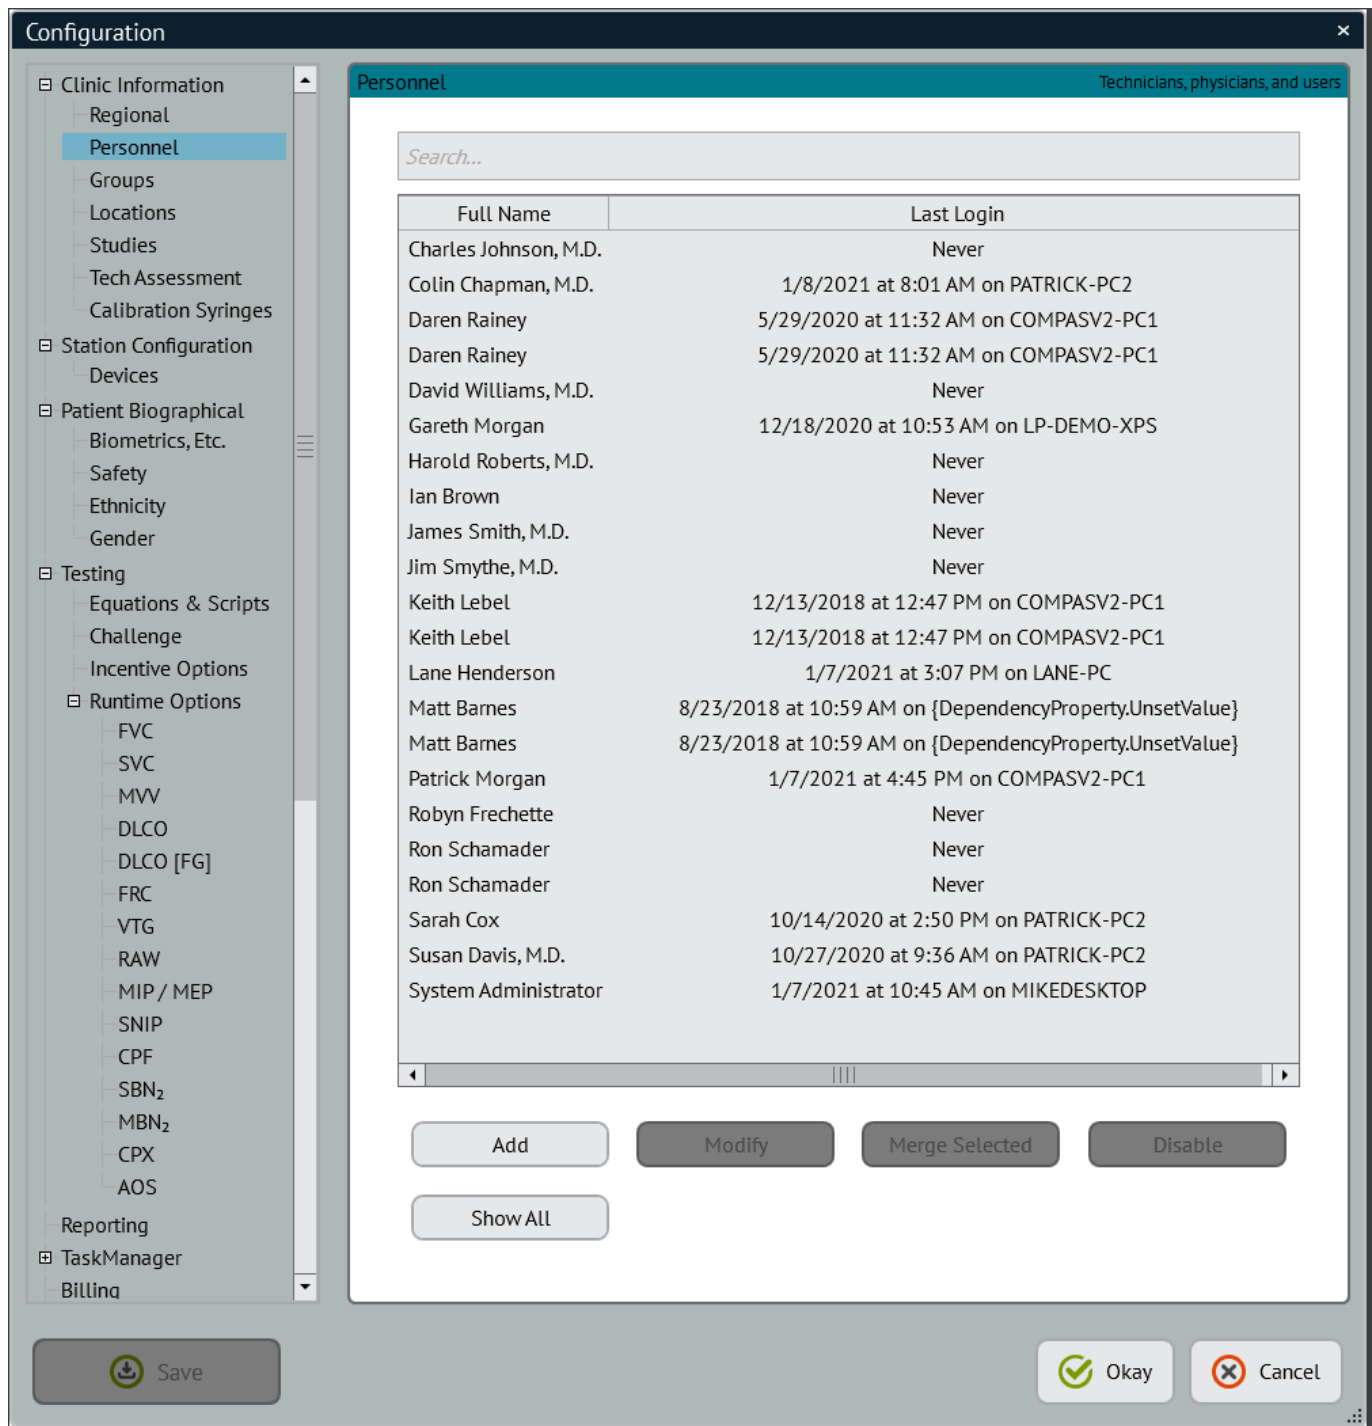 Configuration
Clinic Information
Regional
Personnel
Groups
Locations
Studies
Tech Assessment
Calibration Syringes
Station Configuration
Devices
Patient Biographical
Biometrics, Etc.
Safety
Ethnicity
Gender
Testing
Equations & Scripts
Challenge
Incentive Options
Runtime Options
FVC
SVC
MVV
DLCO
DLCO [FG]
FRC
VTG
RAW
MIP / MEP
SNIP
CPF
SBN₂
MBN₂
CPX
AOS
Reporting
TaskManager
Billing
Personnel Technicians, physicians, and users
Search...
Full Name Last Login
Charles Johnson, M.D. Never
Colin Chapman, M.D. 1/8/2021 at 8:01 AM on PATRICK-PC2
Daren Rainey 5/29/2020 at 11:32 AM on COMPASV2-PC1
Daren Rainey 5/29/2020 at 11:32 AM on COMPASV2-PC1
David Williams, M.D. Never
Gareth Morgan 12/18/2020 at 10:53 AM on LP-DEMO-XPS
Harold Roberts, M.D. Never
Ian Brown Never
James Smith, M.D. Never
Jim Smythe, M.D. Never
Keith Lebel 12/13/2018 at 12:47 PM on COMPASV2-PC1
Keith Lebel 12/13/2018 at 12:47 PM on COMPASV2-PC1
Lane Henderson 1/7/2021 at 3:07 PM on LANE-PC
Matt Barnes 8/23/2018 at 10:59 AM on {DependencyProperty.UnsetValue}
Matt Barnes 8/23/2018 at 10:59 AM on {DependencyProperty.UnsetValue}
Patrick Morgan 1/7/2021 at 4:45 PM on COMPASV2-PC1
Robyn Frechette Never
Ron Schamader Never
Ron Schamader Never
Sarah Cox 10/14/2020 at 2:50 PM on PATRICK-PC2
Susan Davis, M.D. 10/27/2020 at 9:36 AM on PATRICK-PC2
System Administrator 1/7/2021 at 10:45 AM on MIKEDESKTOP
Add Modify Merge Selected Disable
Show All
Save Okay Cancel